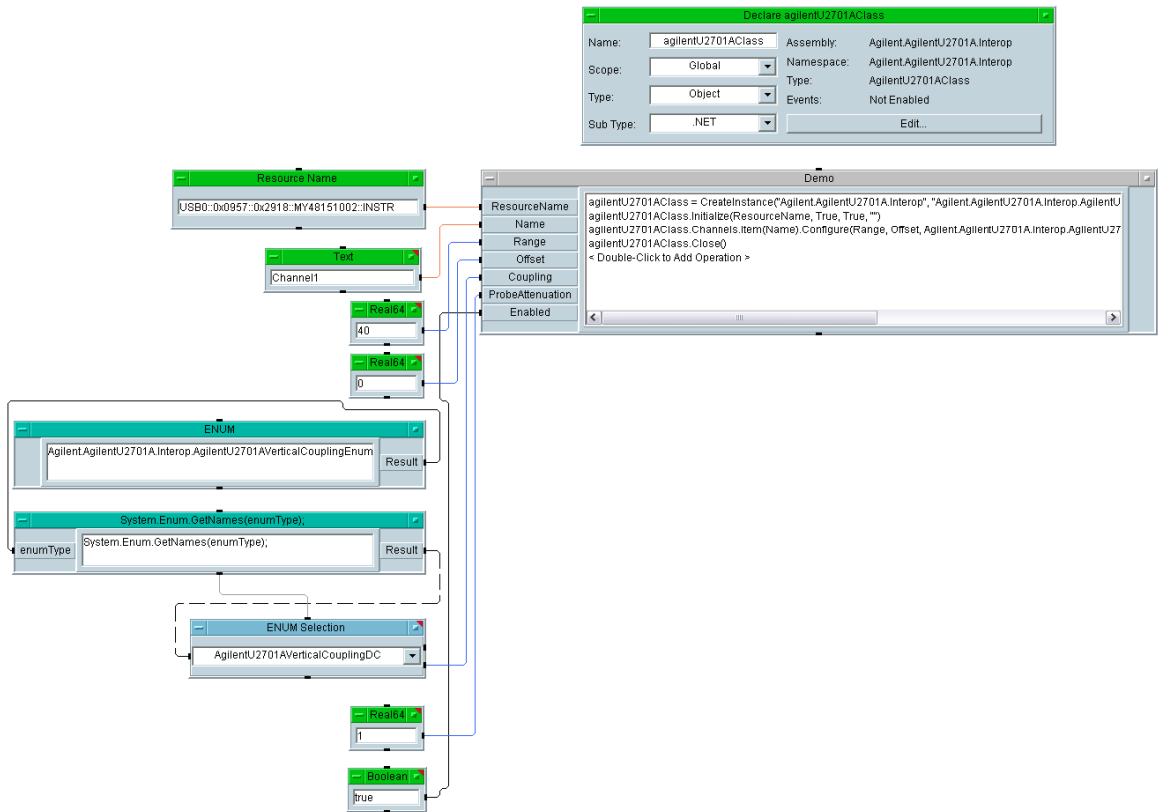 Declare agilentU2701AClass
Name: agilentU2701AClass Assembly: Agilent.AgilentU2701A.Interop
Scope: Global Namespace: Agilent.AgilentU2701A.Interop
Type: AgilentU2701AClass
Type: Object Events: Not Enabled
Sub Type: .NET Edit...
Resource Name
USB0::0x0957::0x2918::MY48151002::INSTR
Demo
ResourceName
Name
Range
Offset
Coupling
ProbeAttenuation
Enabled
agilentU2701AClass = CreateInstance("Agilent.AgilentU2701A.Interop", "Agilent.AgilentU2701A.Interop.AgilentU
agilentU2701AClass.Initialize(ResourceName, True, True, "")
agilentU2701AClass.Channels.Item(Name).Configure(Range, Offset, Agilent.AgilentU2701A.Interop.AgilentU27
agilentU2701AClass.Close()
< Double-Click to Add Operation >
Text
Channel1
Real64
40
Real64
0
ENUM
Agilent.AgilentU2701A.Interop.AgilentU2701AVerticalCouplingEnum
Result
System.Enum.GetNames(enumType);
enumType
System.Enum.GetNames(enumType);
Result
ENUM Selection
AgilentU2701AVerticalCouplingDC
Real64
1
Boolean
true